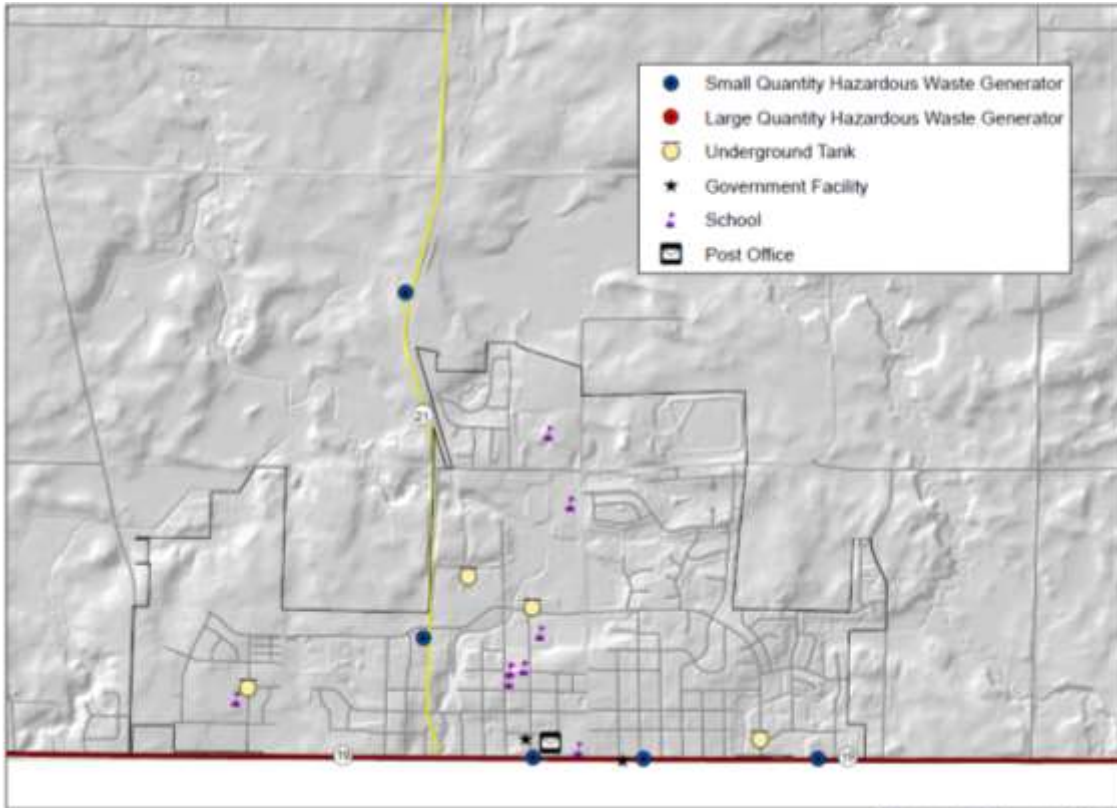 Small Quantity Hazardous Waste Generator
Large Quantity Hazardous Waste Generator
Underground Tank
Government Facility
School
Post Office
21
19
19